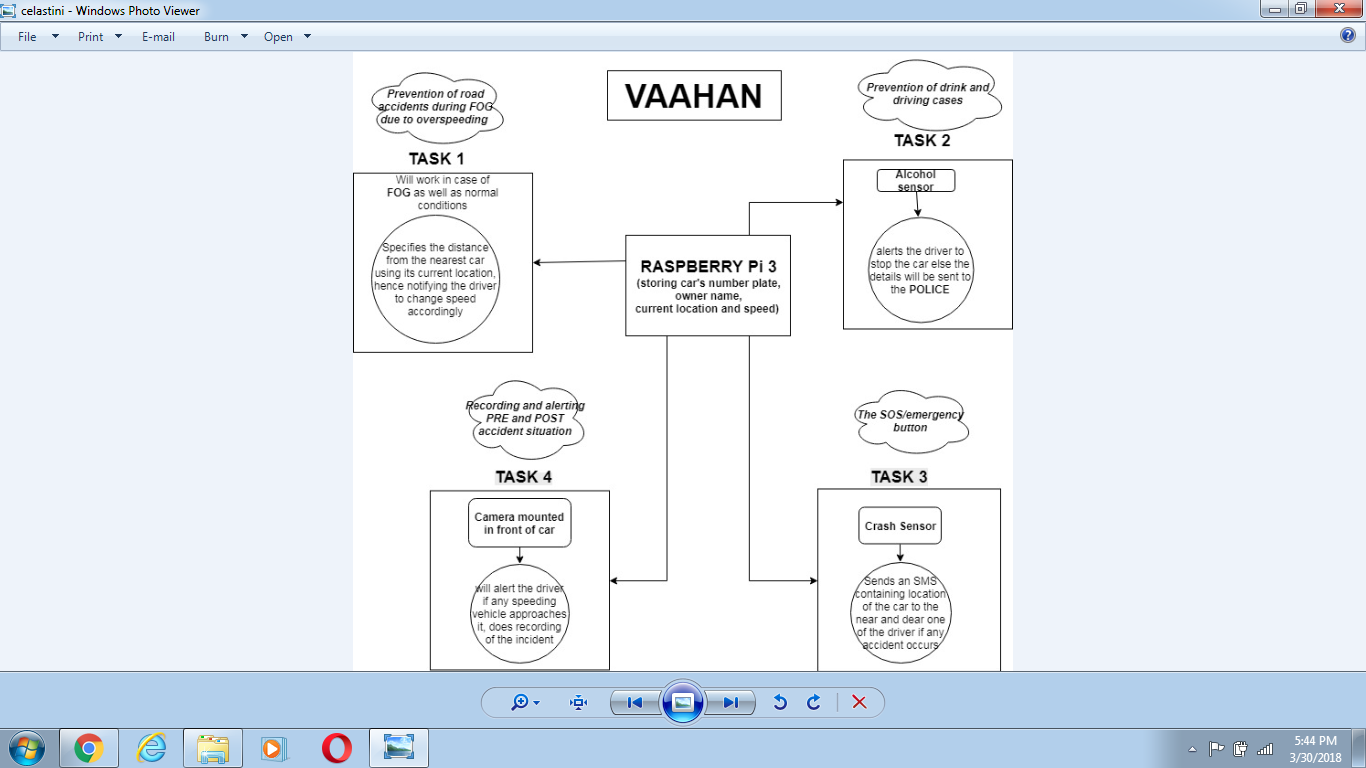 celastini - Windows Photo Viewer
File Print E-mail Burn Open
VAAHAN
Prevention of road
accidents during FOG
due to overspeeding
TASK 1
Will work in case of
FOG as well as normal
conditions
Specifies the distance
from the nearest car
using its current location,
hence notifying the driver
to change speed
accordingly
Prevention of drink and
driving cases
TASK 2
Alcohol
sensor
alerts the driver to
stop the car else the
details will be sent to
the POLICE
RASPBERRY Pi 3
(storing car's number plate,
owner name,
current location and speed)
Recording and alerting
PRE and POST
accident situation
TASK 4
Camera mounted
in front of car
will alert the driver
if any speeding
vehicle approaches
it, does recording
of the incident
The SOS/emergency
button
TASK 3
Crash Sensor
Sends an SMS
containing location
of the car to the
near and dear one
of the driver if any
accident occurs
5:44 PM
3/30/2018